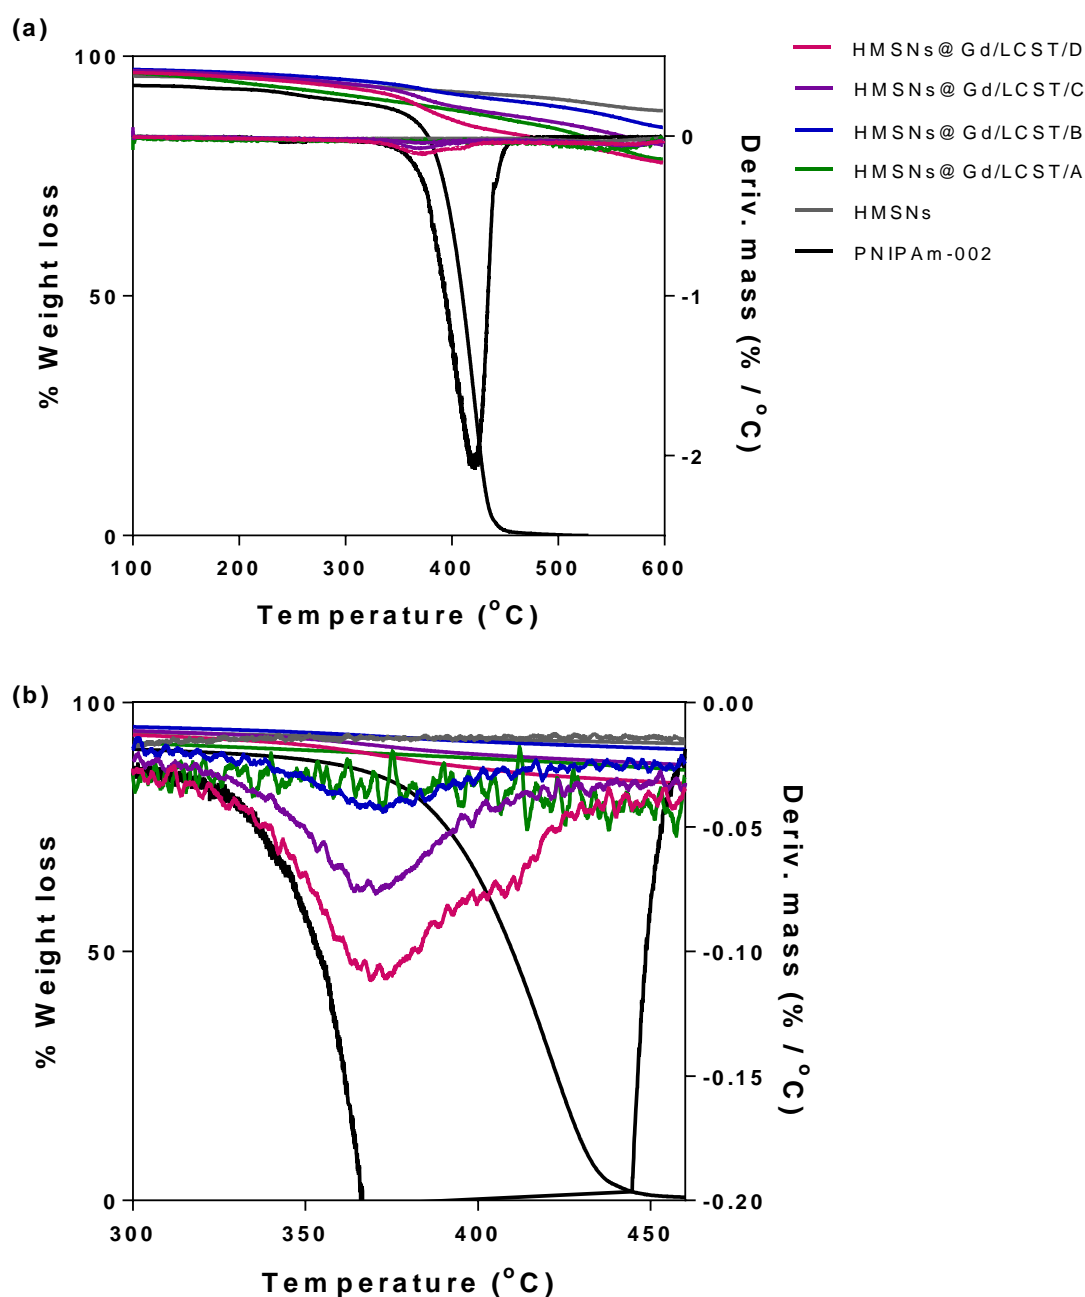 (a)
HMSNs@Gd/LCST/D
HMSNs@Gd/LCST/C
HMSNs@Gd/LCST/B
HMSNs@Gd/LCST/A
HMSNs
PNIPAm-002
100
50
0
% Weight loss
0
-1
-2
Deriv. mass (% / °C)
100 200 300 400 500 600
Temperature (°C)
(b)
100
50
0
% Weight loss
0.00
-0.05
-0.10
-0.15
-0.20
Deriv. mass (% / °C)
300 350 400 450
Temperature (°C)